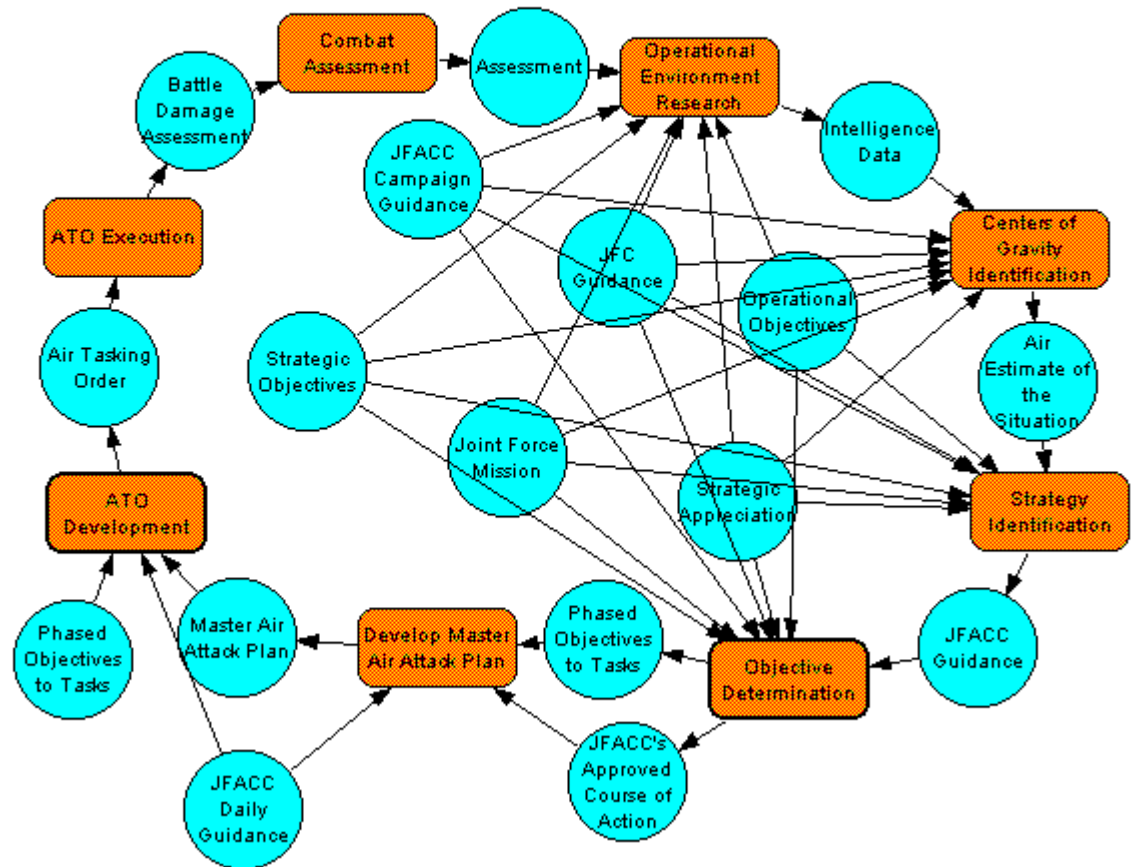 Combat
Assessment
Assessment
Operational
Environment
Research
Battle
Damage
Assessment
Intelligence
Data
JFACC
Campaign
Guidance
ATO Execution
Centers of
Gravity
Identification
JFC
Guidance
Operational
Objectives
Air Tasking
Order
Strategic
Objectives
Air
Estimate of
the
Situation
Joint Force
Mission
Strategic
Appleciation
ATO
Development
Strategy
Identification
Phased
Objectives
to Tasks
Master Air
Attack Plan
Develop Master
Air Attack Plan
Phased
Objectives
to Tasks
Objective
Determination
JFACC
Guidance
JFACC
Daily
Guidance
JFACC's
Approved
Course of
Action